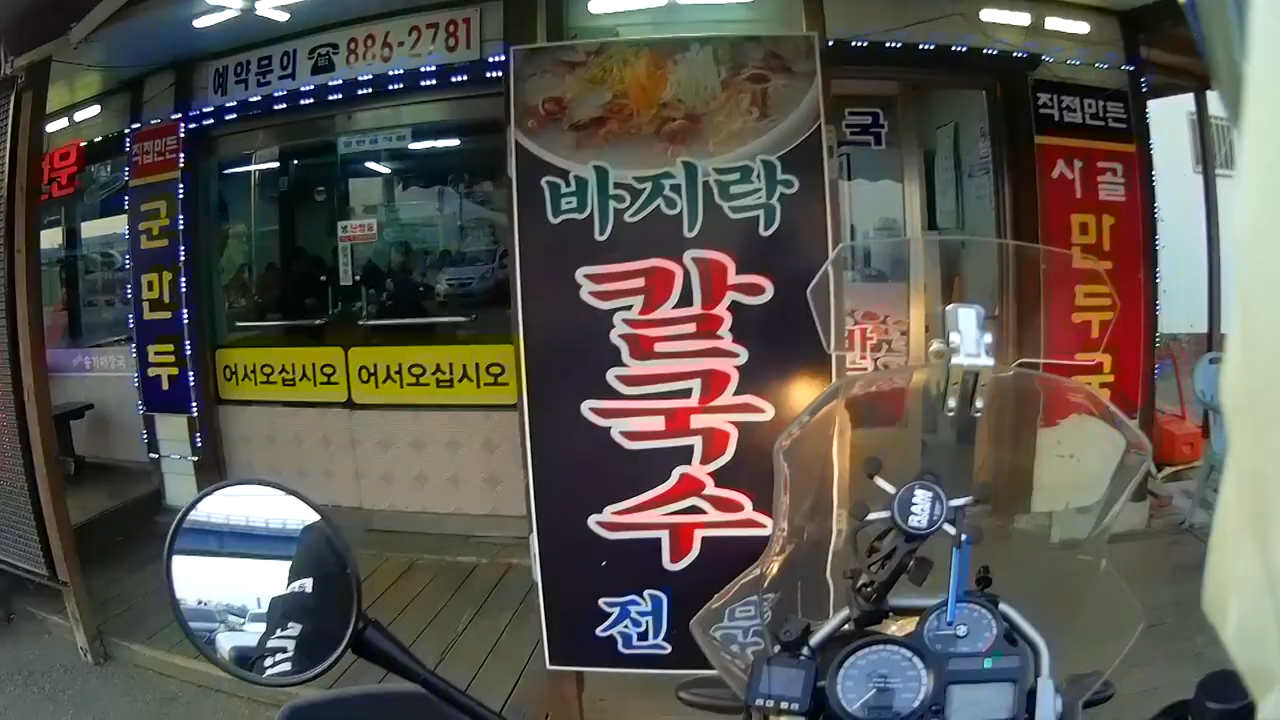 예약문의 ☎ 886-2781
문
직접만든
군만두
어서오십시오
어서오십시오
바지락
칼국수
전
국
직접만든
사골
만두국
RAM